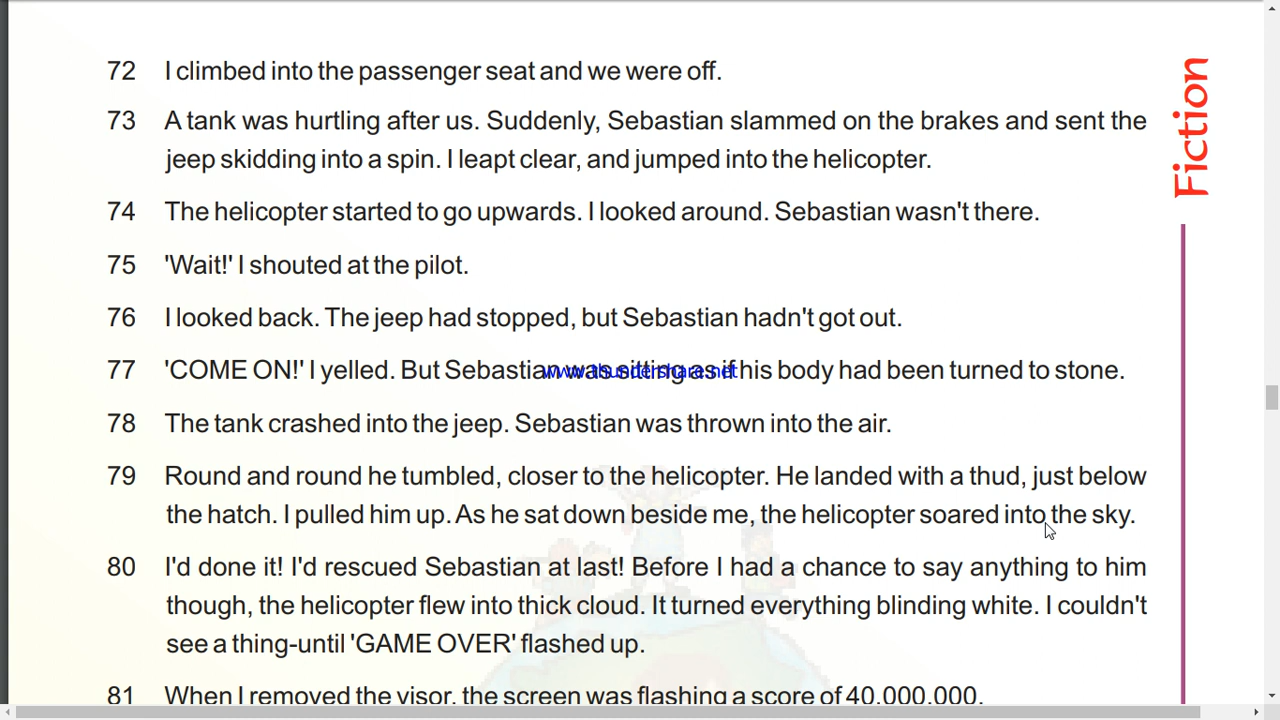 72 I climbed into the passenger seat and we were off.
73 A tank was hurtling after us. Suddenly, Sebastian slammed on the brakes and sent the
jeep skidding into a spin. I leapt clear, and jumped into the helicopter.
74 The helicopter started to go upwards. I looked around. Sebastian wasn't there.
75 'Wait!' I shouted at the pilot.
76 I looked back. The jeep had stopped, but Sebastian hadn't got out.
77 'COME ON!' I yelled. But Sebastian was sitting as if his body had been turned to stone.
www.thundershare.net
78 The tank crashed into the jeep. Sebastian was thrown into the air.
79 Round and round he tumbled, closer to the helicopter. He landed with a thud, just below
the hatch. I pulled him up. As he sat down beside me, the helicopter soared into the sky.
80 I'd done it! I'd rescued Sebastian at last! Before I had a chance to say anything to him
though, the helicopter flew into thick cloud. It turned everything blinding white. I couldn't
see a thing-until 'GAME OVER' flashed up.
81 When I removed the visor, the screen was flashing a score of 40,000,000.
Fiction